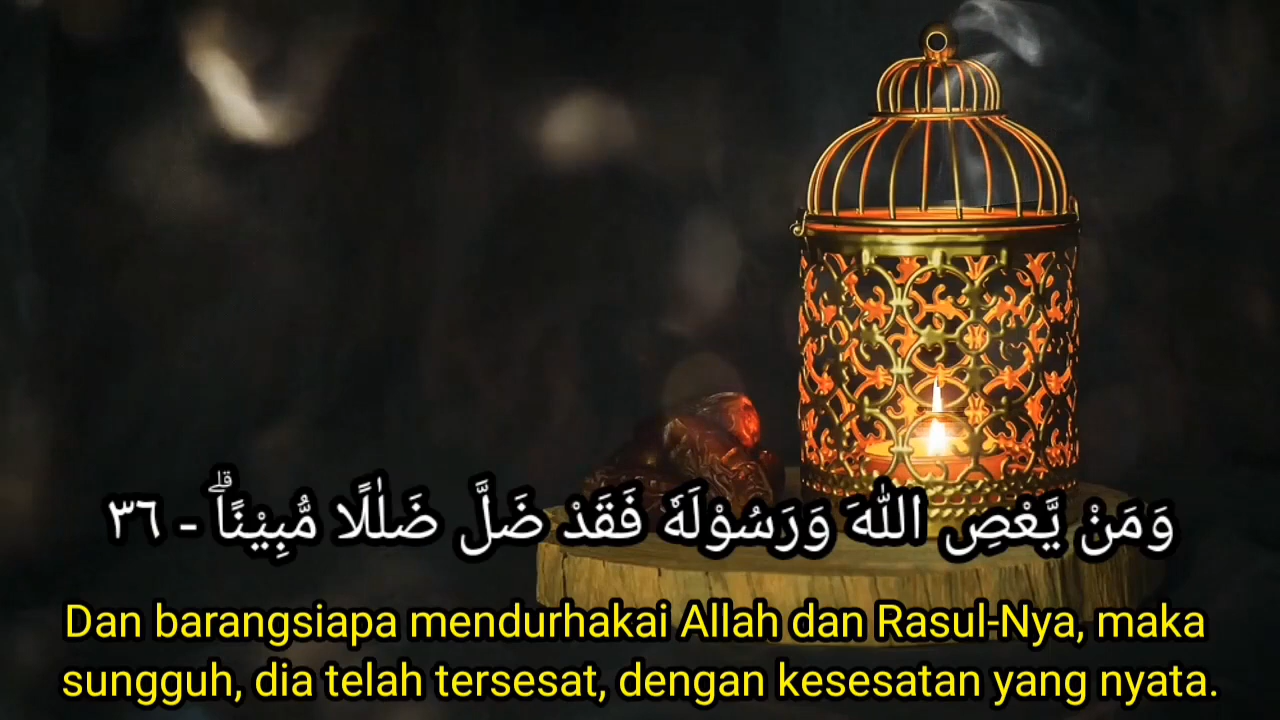 وَمَنْ يَّعْصِ اللّٰهَ وَرَسُوْلَهٗ فَقَدْ ضَلَّ ضَلٰلًا مُّبِيْنًاۗ - ٣٦
Dan barangsiapa mendurhakai Allah dan Rasul-Nya, maka
sungguh, dia telah tersesat, dengan kesesatan yang nyata.